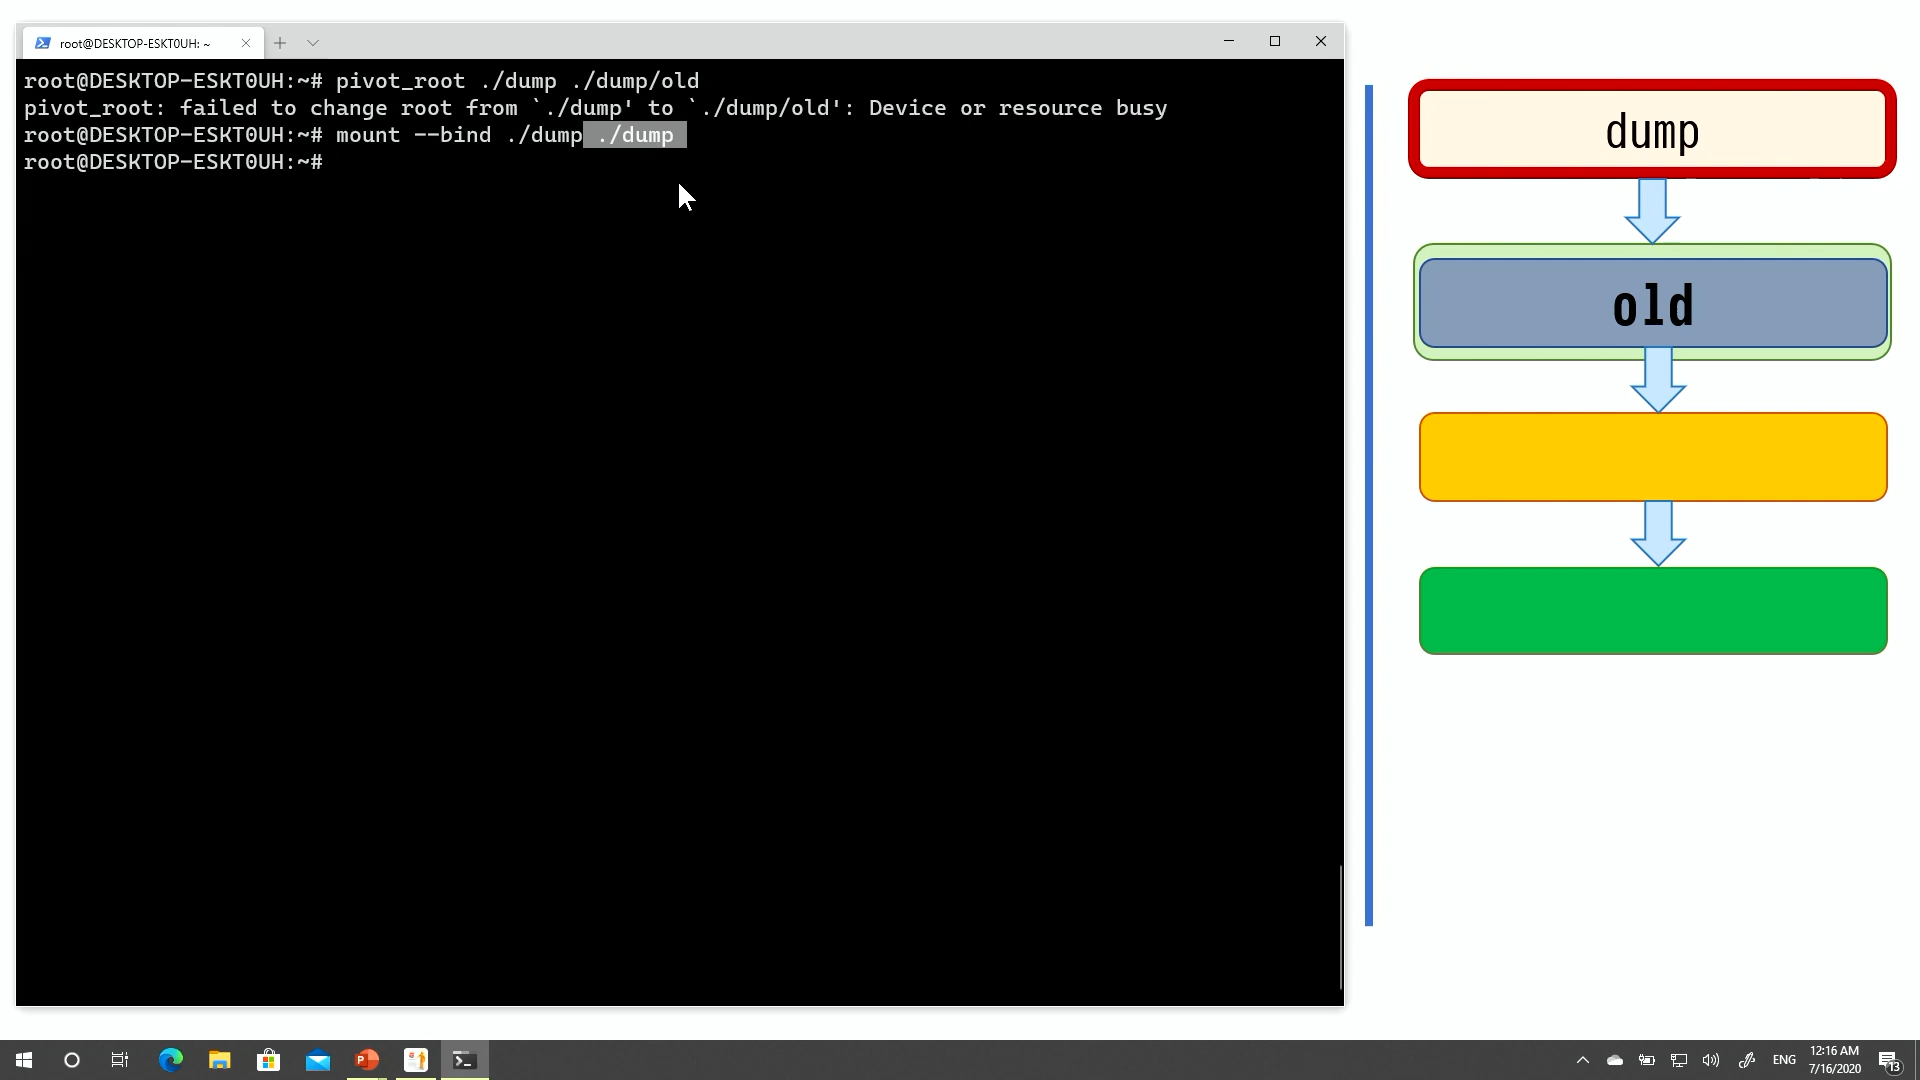 root@DESKTOP-ESKT0UH: ~
root@DESKTOP-ESKT0UH:~# pivot_root ./dump ./dump/old
pivot_root: failed to change root from `./dump' to `./dump/old': Device or resource busy
root@DESKTOP-ESKT0UH:~# mount --bind ./dump ./dump
root@DESKTOP-ESKT0UH:~#
dump
old
ENG
12:16 AM
7/16/2020
13